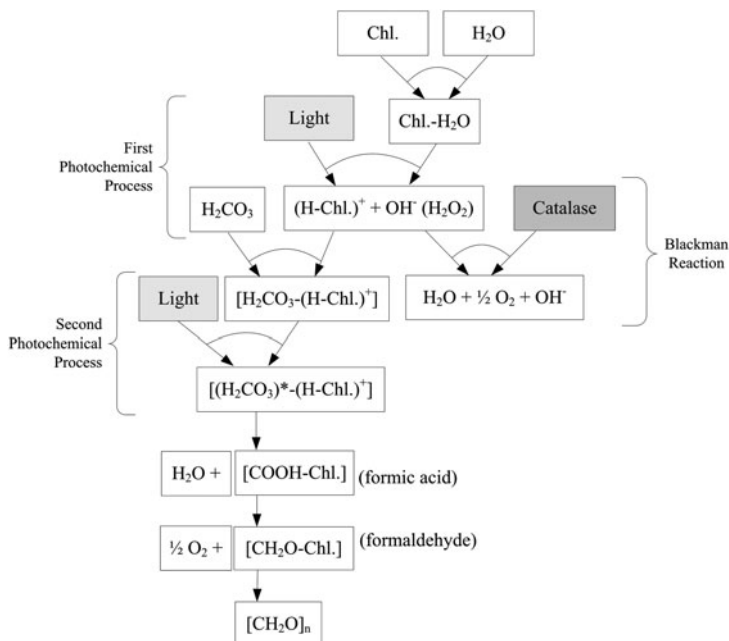 Chl.
H₂O
Light
Chl.-H₂O
First
Photochemical
Process
H₂CO₃
(H-Chl.)⁺ + OH⁻ (H₂O₂)
Catalase
Blackman
Reaction
Light
[H₂CO₃-(H-Chl.)⁺]
H₂O + ½ O₂ + OH⁻
Second
Photochemical
Process
[(H₂CO₃)*-(H-Chl.)⁺]
H₂O +
[COOH-Chl.]
(formic acid)
½ O₂ +
[CH₂O-Chl.]
(formaldehyde)
[CH₂O]ₙ